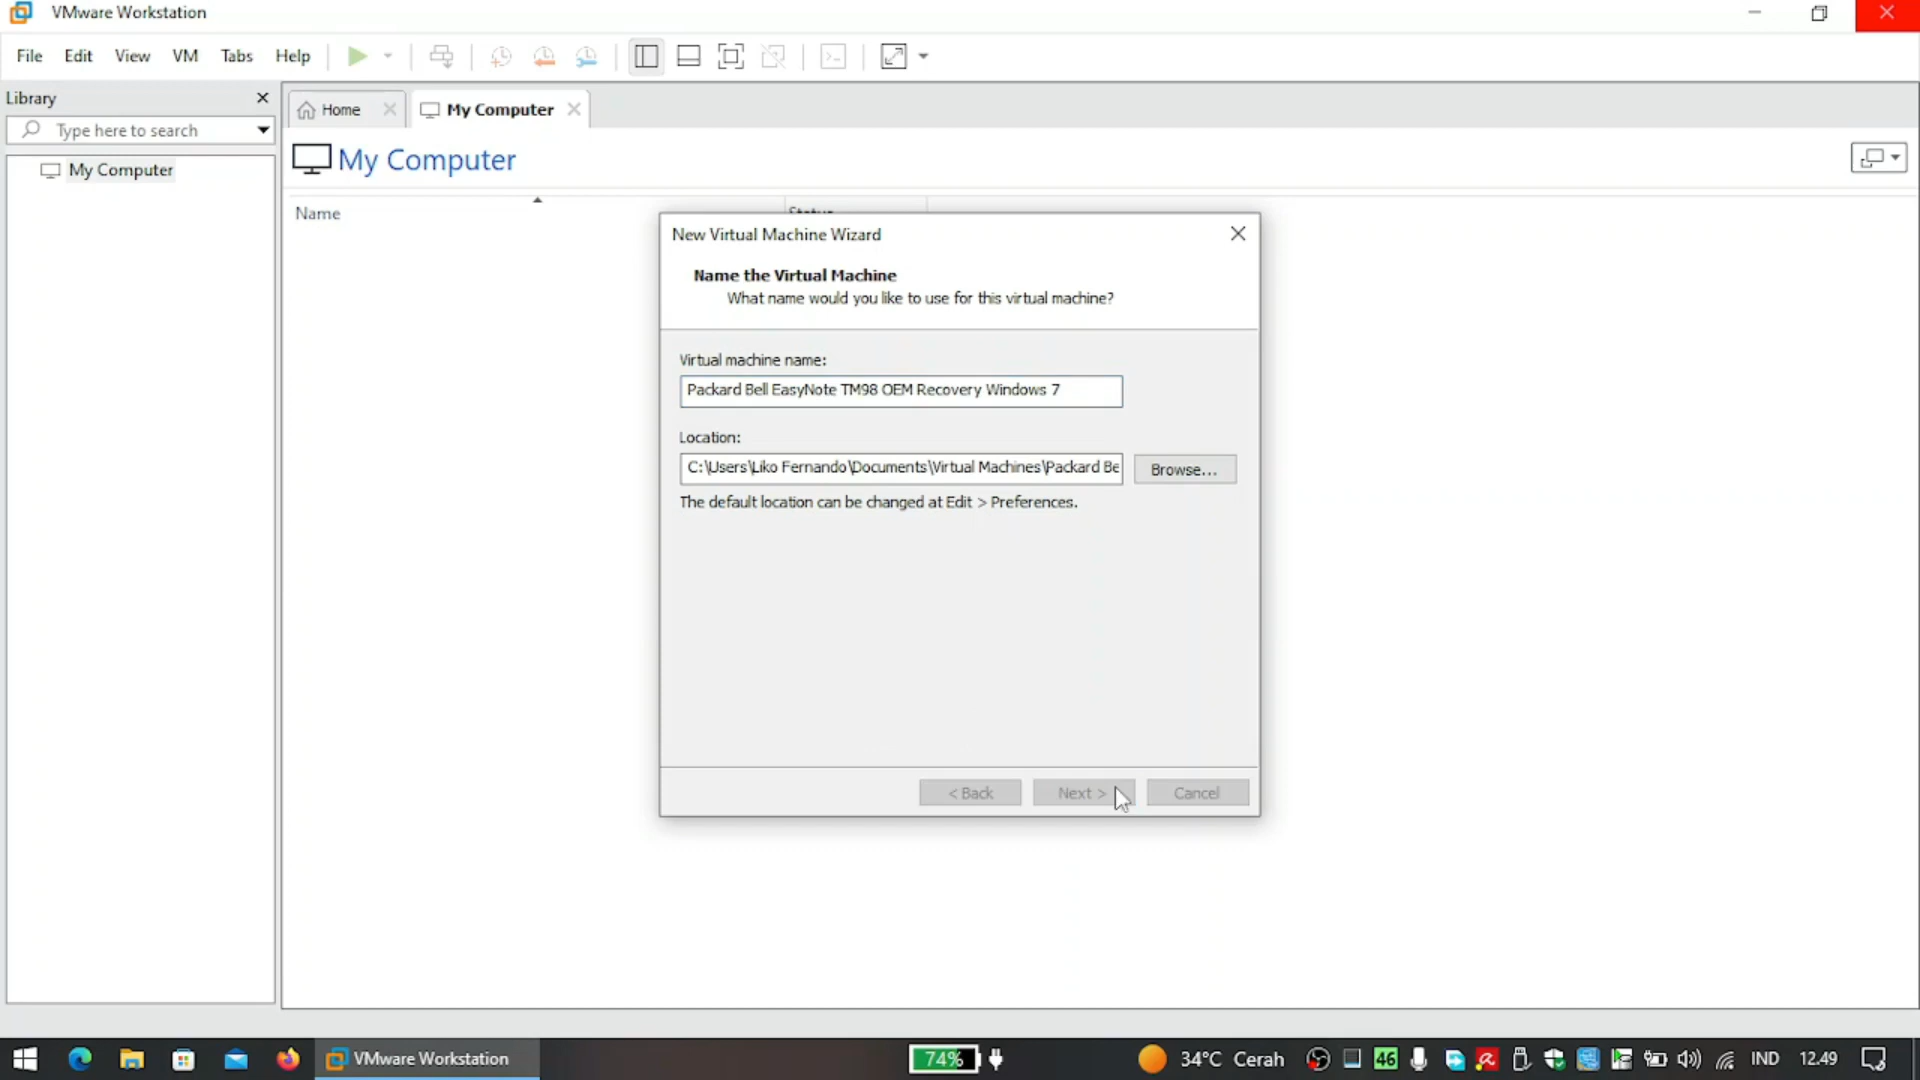 VMware Workstation
File Edit View VM Tabs Help
Library
Home
My Computer
Type here to search
My Computer
My Computer
Name
Status
New Virtual Machine Wizard
Name the Virtual Machine
What name would you like to use for this virtual machine?
Virtual machine name:
Packard Bell EasyNote TM98 OEM Recovery Windows 7
Location:
C:\Users\Liko Fernando\Documents\Virtual Machines\Packard Be
Browse...
The default location can be changed at Edit > Preferences.
< Back
Next >
Cancel
VMware Workstation
74%
34°C Cerah
46
IND
12.49